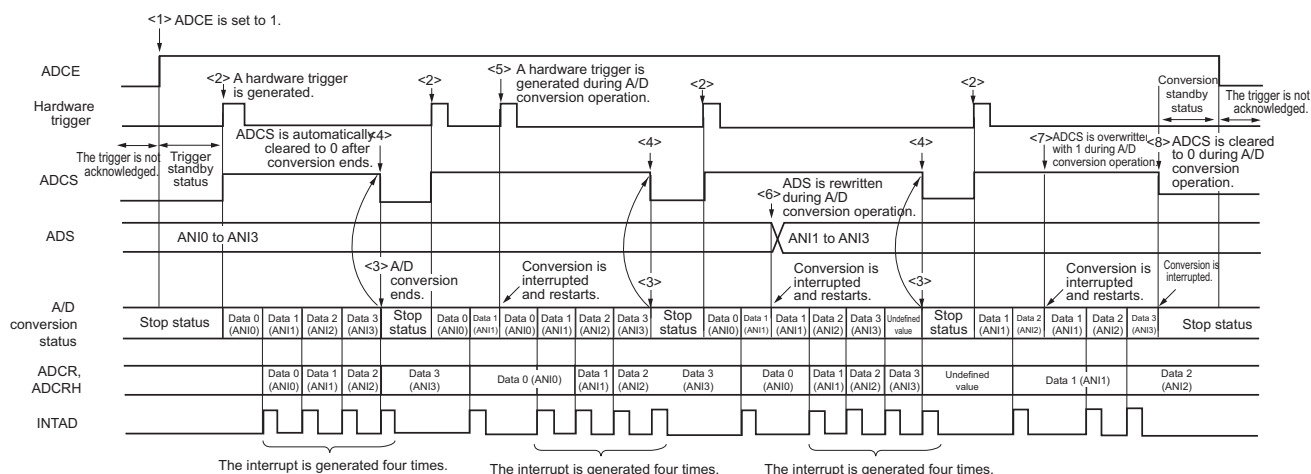 <1> ADCE is set to 1.
ADCE
<2> A hardware trigger
is generated.
<2>
<5> A hardware trigger is
generated during A/D
conversion operation.
<2>
<2>
Conversion
standby
status
The trigger is not
acknowledged.
Hardware
trigger
The trigger is not
acknowledged.
Trigger
standby
status
ADCS is automatically
cleared to 0 after
conversion ends.
<4>
<4>
<4>
<7> ADCS is overwritten
with 1 during A/D
conversion operation.
<8> ADCS is cleared
to 0 during A/D
conversion
operation.
ADCS
<6> ADS is rewritten
during A/D
conversion operation.
ADS
ANI0 to ANI3
ANI1 to ANI3
<3> A/D
conversion
ends.
Conversion is
interrupted
and restarts.
<3>
Conversion is
interrupted
and restarts.
<3>
Conversion is
interrupted
and restarts.
Conversion is
interrupted.
A/D
conversion
status
Stop status
Data 0
(ANI0)
Data 1
(ANI1)
Data 2
(ANI2)
Data 3
(ANI3)
Stop
status
Data 0
(ANI0)
Data 1
(ANI1)
Data 0
(ANI0)
Data 1
(ANI1)
Data 2
(ANI2)
Data 3
(ANI3)
Stop
status
Data 0
(ANI0)
Data 1
(ANI1)
Data 1
(ANI1)
Data 2
(ANI2)
Data 3
(ANI3)
Undefined
value
Stop
status
Data 1
(ANI1)
Data 2
(ANI2)
Data 1
(ANI1)
Data 2
(ANI2)
Data 3
(ANI3)
Stop status
ADCR,
ADCRH
Data 0
(ANI0)
Data 1
(ANI1)
Data 2
(ANI2)
Data 3
(ANI3)
Data 0 (ANI0)
Data 1
(ANI1)
Data 2
(ANI2)
Data 3
(ANI3)
Data 0
(ANI0)
Data 1
(ANI1)
Data 2
(ANI2)
Data 3
(ANI3)
Undefined
value
Data 1 (ANI1)
Data 2
(ANI2)
INTAD
The interrupt is generated four times.
The interrupt is generated four times.
The interrupt is generated four times.